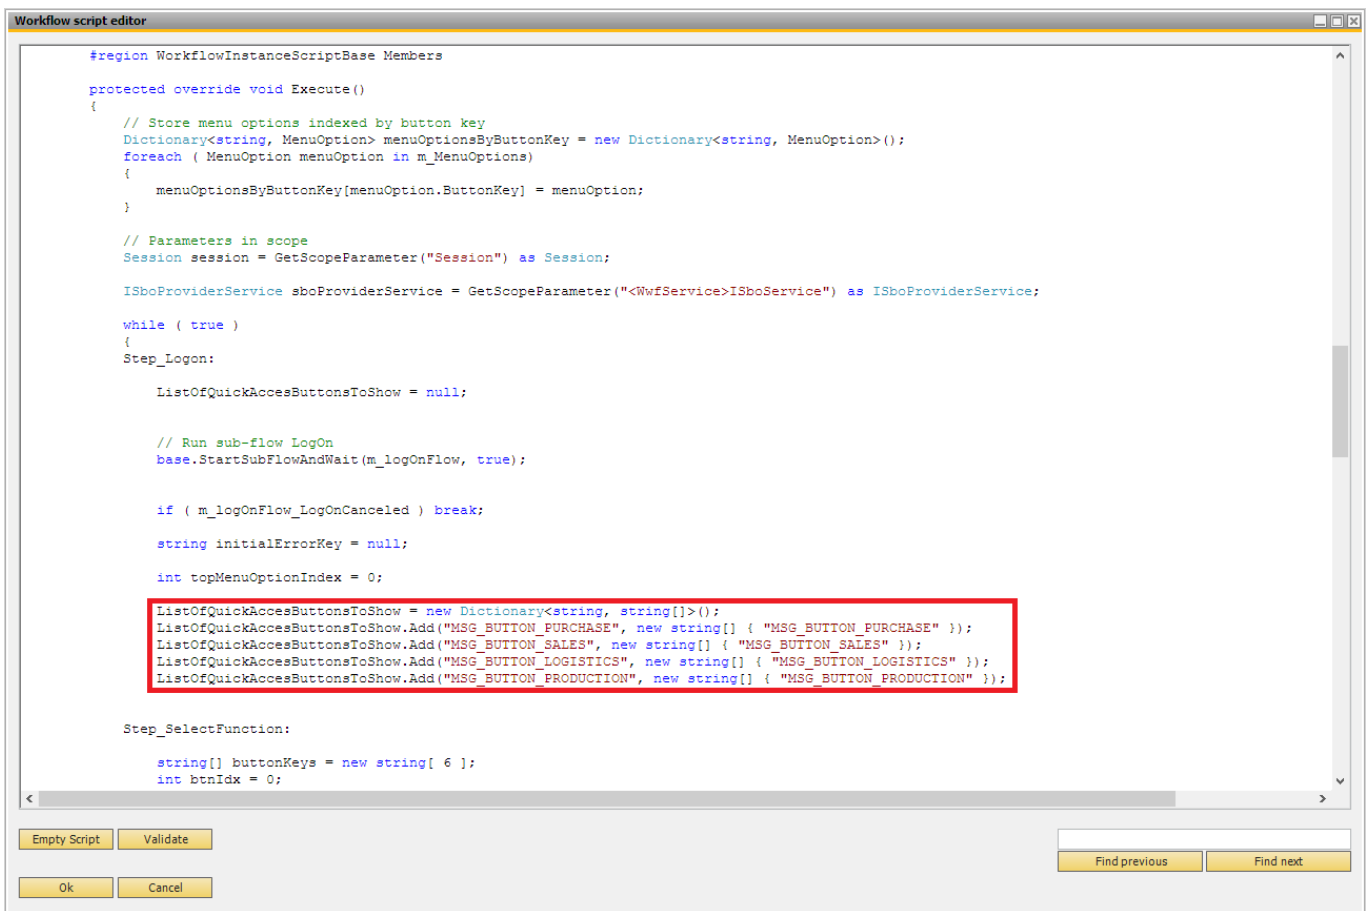 Workflow script editor
#region WorkflowInstanceScriptBase Members
protected override void Execute()
{
// Store menu options indexed by button key
Dictionary<string, MenuOption> menuOptionsByButtonKey = new Dictionary<string, MenuOption>();
foreach ( MenuOption menuOption in m_MenuOptions)
{
menuOptionsByButtonKey[menuOption.ButtonKey] = menuOption;
}
// Parameters in scope
Session session = GetScopeParameter("Session") as Session;
ISboProviderService sboProviderService = GetScopeParameter("<WwfService>ISboService") as ISboProviderService;
while ( true )
{
Step_Logon:
ListOfQuickAccesButtonsToShow = null;
// Run sub-flow LogOn
base.StartSubFlowAndWait(m_logOnFlow, true);
if ( m_logOnFlow_LogOnCanceled ) break;
string initialErrorKey = null;
int topMenuOptionIndex = 0;
ListOfQuickAccesButtonsToShow = new Dictionary<string, string[]>();
ListOfQuickAccesButtonsToShow.Add("MSG_BUTTON_PURCHASE", new string[] { "MSG_BUTTON_PURCHASE" });
ListOfQuickAccesButtonsToShow.Add("MSG_BUTTON_SALES", new string[] { "MSG_BUTTON_SALES" });
ListOfQuickAccesButtonsToShow.Add("MSG_BUTTON_LOGISTICS", new string[] { "MSG_BUTTON_LOGISTICS" });
ListOfQuickAccesButtonsToShow.Add("MSG_BUTTON_PRODUCTION", new string[] { "MSG_BUTTON_PRODUCTION" });
Step_SelectFunction:
string[] buttonKeys = new string[ 6 ];
int btnIdx = 0;
Empty Script Validate
Find previous Find next
Ok Cancel